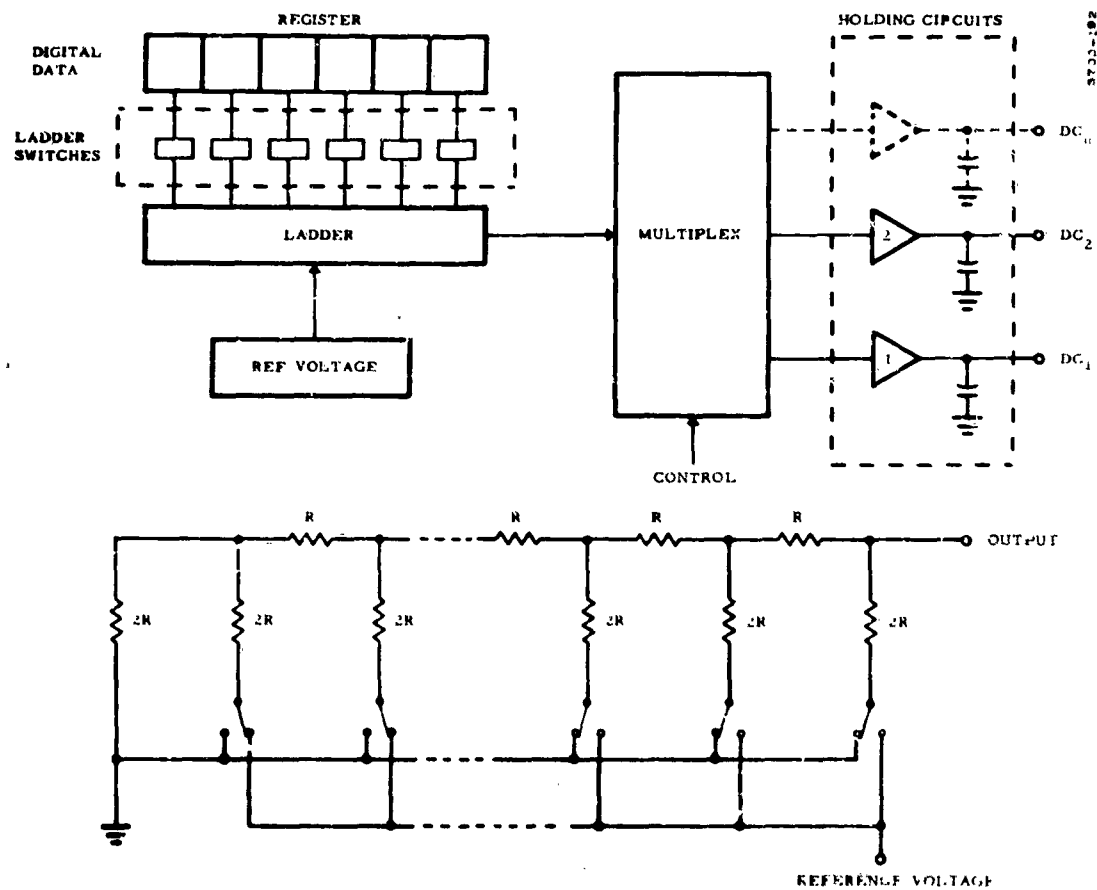 REGISTER
HOLDING CIRCUITS
DIGITAL
DATA
LADDER
SWITCHES
LADDER
REF VOLTAGE
MULTIPLEX
CONTROL
DC
2
DC2
1
DC1
R
R
R
R
OUTPUT
2R
2R
2R
2R
2R
2R
REFERENCE VOLTAGE